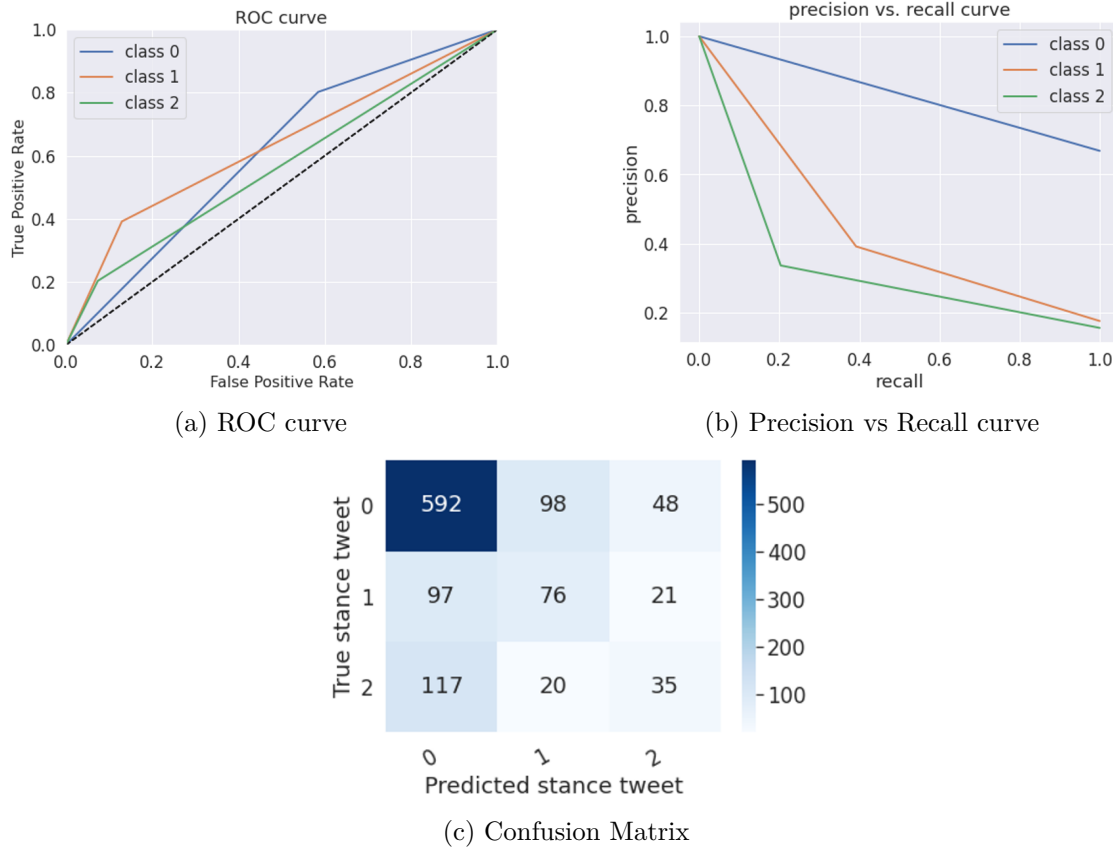 ROC curve
1.0
0.8
0.6
0.4
0.2
0.0
True Positive Rate
class 0
class 1
class 2
0.0 0.2 0.4 0.6 0.8 1.0
False Positive Rate
(a) ROC curve
precision vs. recall curve
1.0
0.8
0.6
0.4
0.2
precision
class 0
class 1
class 2
0.0 0.2 0.4 0.6 0.8 1.0
recall
(b) Precision vs Recall curve
True stance tweet
0 592 98 48
1 97 76 21
2 117 20 35
0 1 2
Predicted stance tweet
500
400
300
200
100
(c) Confusion Matrix